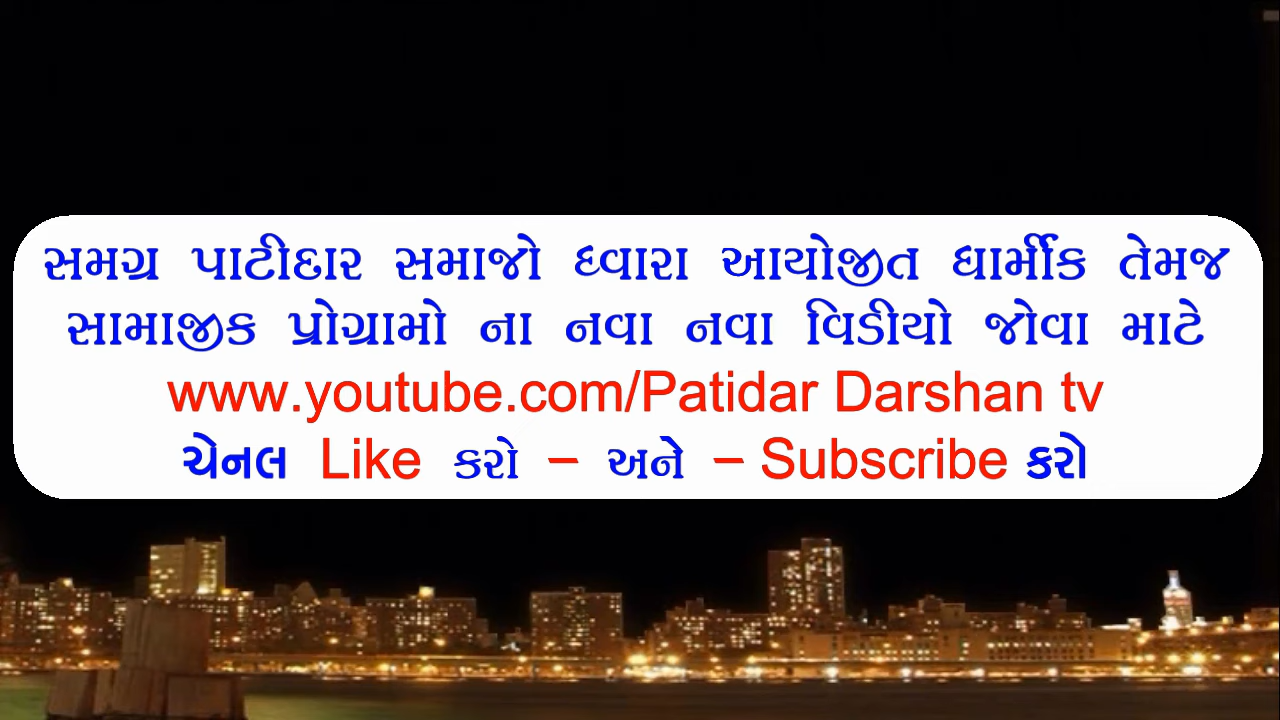 સમગ્ર પાટીદાર સમાજો ધ્વારા આયોજીત ધાર્મીક તેમજ
સામાજીક પ્રોગ્રામો ના નવા નવા વિડીયો જોવા માટે
www.youtube.com/Patidar Darshan tv
ચેનલ Like કરો – અને – Subscribe કરો